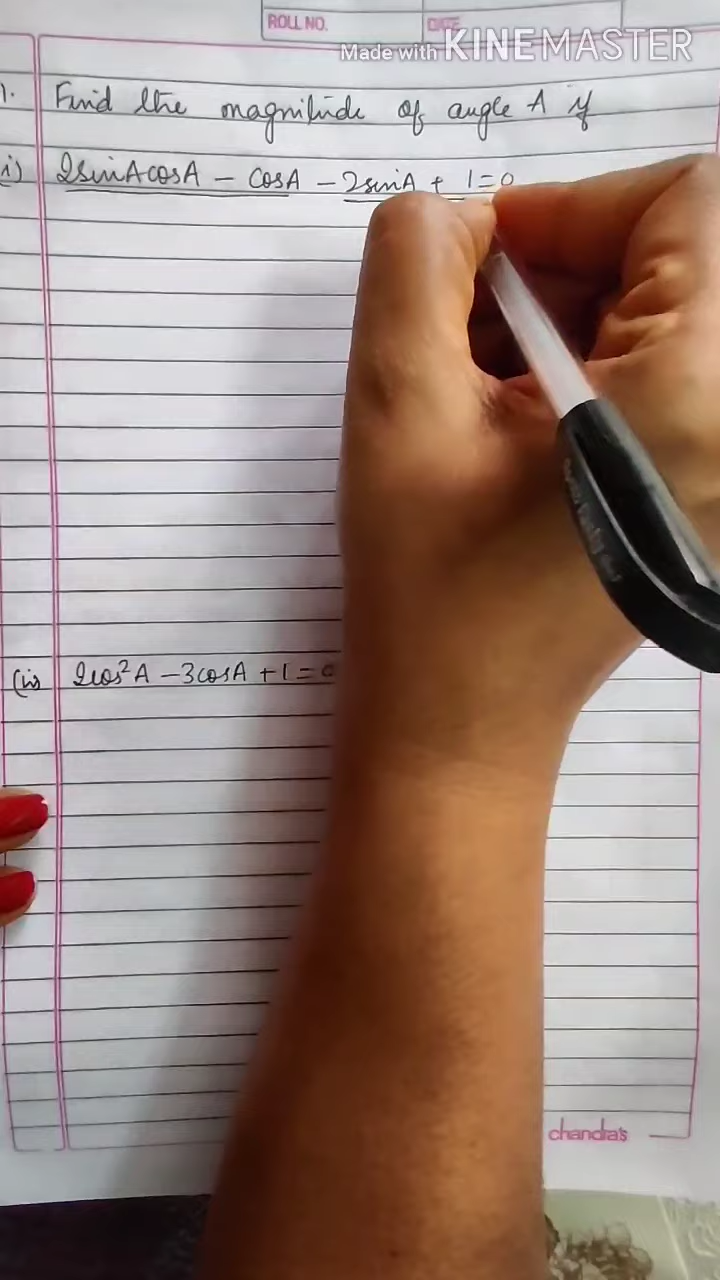 ROLL NO. DATE
Made with KINEMASTER
1. Find the magnitude of angle A if
(i) 2sinAcosA - cosA - 2sinA + 1 = 0
(ii) 2cos²A - 3cosA + 1 = 0
chandra's